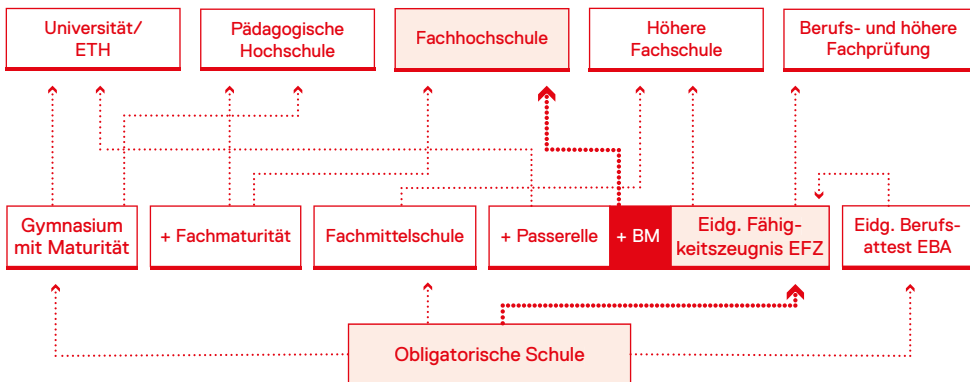 Universität/
ETH
Pädagogische
Hochschule
Fachhochschule
Höhere
Fachschule
Berufs- und höhere
Fachprüfung
Gymnasium
mit Maturität
+ Fachmaturität
Fachmittelschule
+ Passerelle
+ BM
Eidg. Fähig-
keitszeugnis EFZ
Eidg. Berufs-
attest EBA
Obligatorische Schule